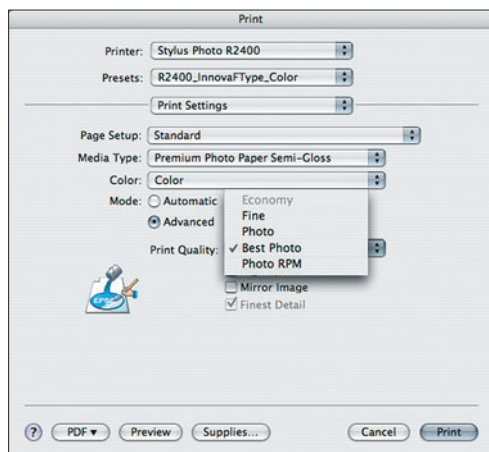 Print
Printer: Stylus Photo R2400
Presets: R2400_InnovaFType_Color
Print Settings
Page Setup: Standard
Media Type: Premium Photo Paper Semi-Gloss
Color: Color
Mode: Automatic
Advanced
Print Quality:
Economy
Fine
Photo
✓ Best Photo
Photo RPM
Mirror Image
Finest Detail
EPSON
? PDF▼ Preview Supplies... Cancel Print